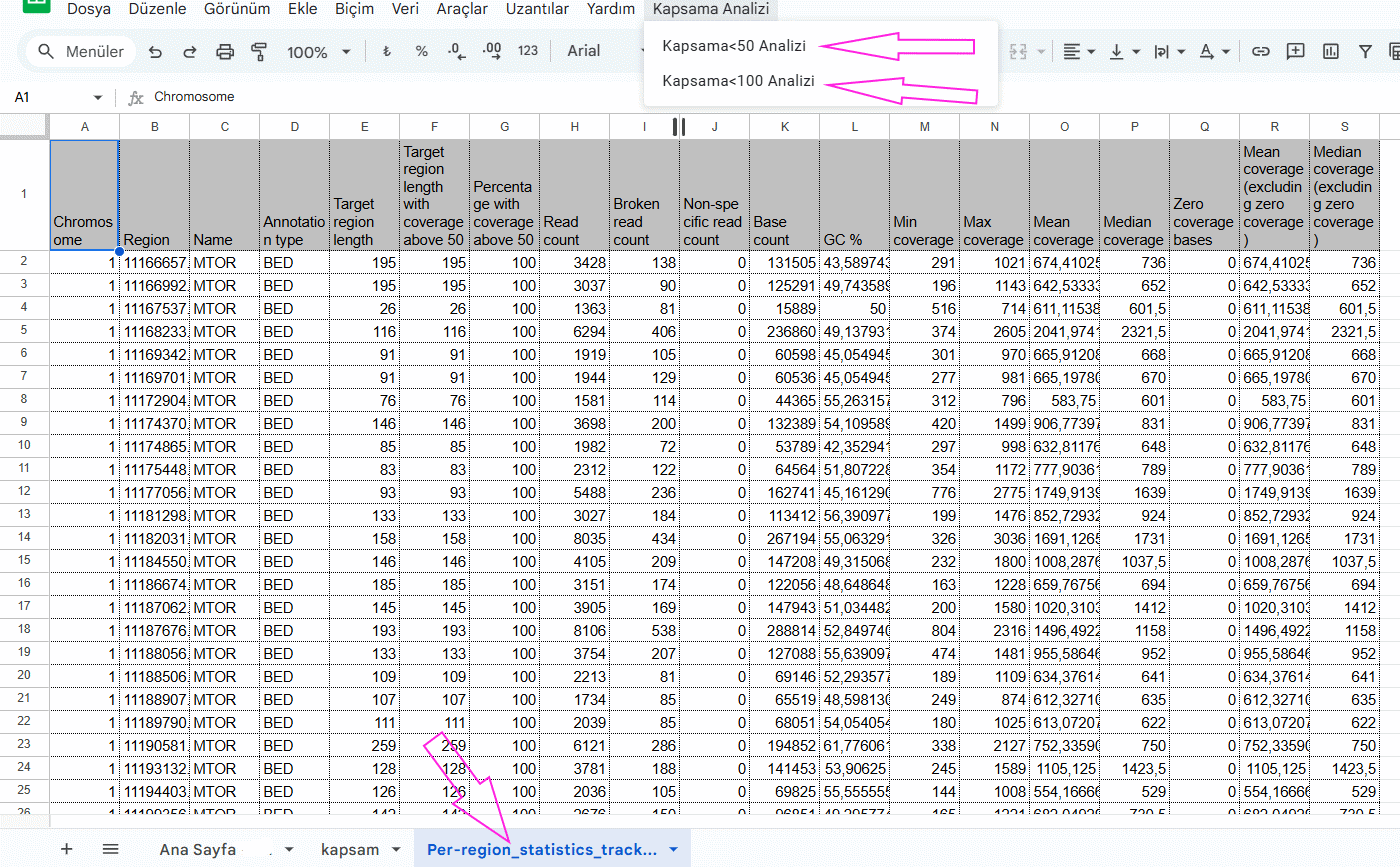 Dosya Düzenle Görünüm Ekle Biçim Veri Araçlar Uzantılar Yardım Kapsama Analizi
Menüler 100% ₺ % .0 .00 123 Arial
Kapsama<50 Analizi
Kapsama<100 Analizi
A1 fx Chromosome
A B C D E F G H I J K L M N O P Q R S
1 Chromosome Region Name Annotation type Target region length Target region length with coverage above 50 Percentage with coverage above 50 Read count Broken read count Non-specific read count Base count GC % Min coverage Max coverage Mean coverage Median coverage Zero coverage bases Mean coverage (excluding zero coverage) Median coverage (excluding zero coverage)
2 1 11166657. MTOR BED 195 195 100 3428 138 0 131505 43,589743 291 1021 674,41025 736 0 674,41025 736
3 1 11166992. MTOR BED 195 195 100 3037 90 0 125291 49,743589 196 1143 642,53333 652 0 642,53333 652
4 1 11167537. MTOR BED 26 26 100 1363 81 0 15889 50 516 714 611,11538 601,5 0 611,11538 601,5
5 1 11168233. MTOR BED 116 116 100 6294 406 0 236860 49,137931 374 2605 2041,9741 2321,5 0 2041,9741 2321,5
6 1 11169342. MTOR BED 91 91 100 1919 105 0 60598 45,054945 301 970 665,91208 668 0 665,91208 668
7 1 11169701. MTOR BED 91 91 100 1944 129 0 60536 45,054945 277 981 665,19780 670 0 665,19780 670
8 1 11172904. MTOR BED 76 76 100 1581 114 0 44365 55,263157 312 796 583,75 601 0 583,75 601
9 1 11174370. MTOR BED 146 146 100 3698 200 0 132389 54,109589 420 1499 906,77397 831 0 906,77397 831
10 1 11174865. MTOR BED 85 85 100 1982 72 0 53789 42,352941 297 998 632,81176 648 0 632,81176 648
11 1 11175448. MTOR BED 83 83 100 2312 122 0 64564 51,807228 354 1172 777,90361 789 0 777,90361 789
12 1 11177056. MTOR BED 93 93 100 5488 236 0 162741 45,161290 776 2775 1749,9139 1639 0 1749,9139 1639
13 1 11181298. MTOR BED 133 133 100 3027 184 0 113412 56,390977 199 1476 852,72932 924 0 852,72932 924
14 1 11182031. MTOR BED 158 158 100 8035 434 0 267194 55,063291 326 3036 1691,1265 1731 0 1691,1265 1731
15 1 11184550. MTOR BED 146 146 100 4105 209 0 147208 49,315068 232 1800 1008,2876 1037,5 0 1008,2876 1037,5
16 1 11186674. MTOR BED 185 185 100 3151 174 0 122056 48,648648 163 1228 659,76756 694 0 659,76756 694
17 1 11187062. MTOR BED 145 145 100 3905 169 0 147943 51,034482 200 1580 1020,3103 1412 0 1020,3103 1412
18 1 11187676. MTOR BED 193 193 100 8106 538 0 288814 52,849740 804 2316 1496,4922 1158 0 1496,4922 1158
19 1 11188056. MTOR BED 133 133 100 3754 207 0 127088 55,639097 474 1481 955,58646 952 0 955,58646 952
20 1 11188506. MTOR BED 109 109 100 2213 81 0 69146 52,293577 189 1109 634,37614 641 0 634,37614 641
21 1 11188907. MTOR BED 107 107 100 1734 85 0 65519 48,598130 249 874 612,32710 635 0 612,32710 635
22 1 11189790. MTOR BED 111 111 100 2039 85 0 68051 54,054054 180 1025 613,07207 622 0 613,07207 622
23 1 11190581. MTOR BED 259 259 100 6121 286 0 194852 61,776061 338 2127 752,33590 750 0 752,33590 750
24 1 11193132. MTOR BED 128 128 100 3781 188 0 141453 53,90625 245 1589 1105,125 1423,5 0 1105,125 1423,5
25 1 11194403. MTOR BED 126 126 100 2036 105 0 69825 55,555555 144 1008 554,16666 529 0 554,16666 529
26 1 MTOR BED 100 0
Ana Sayfa kapsam Per-region_statistics_track...